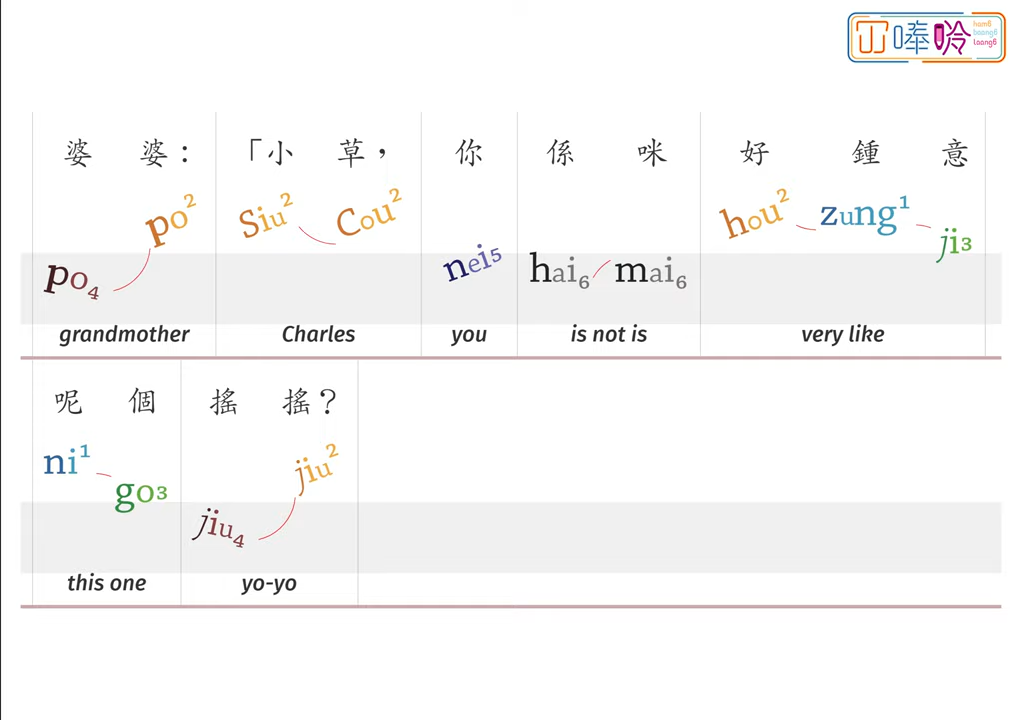 冚唪唥 ham6 baang6 laang6
婆 婆： 「小 草， 你 係 咪 好 鍾 意
po4 po2 Siu2 Cou2 nei5 hai6 mai6 hou2 zung1 ji3
grandmother Charles you is not is very like
呢 個 搖 搖？
ni1 go3 jiu4 jiu2
this one yo-yo